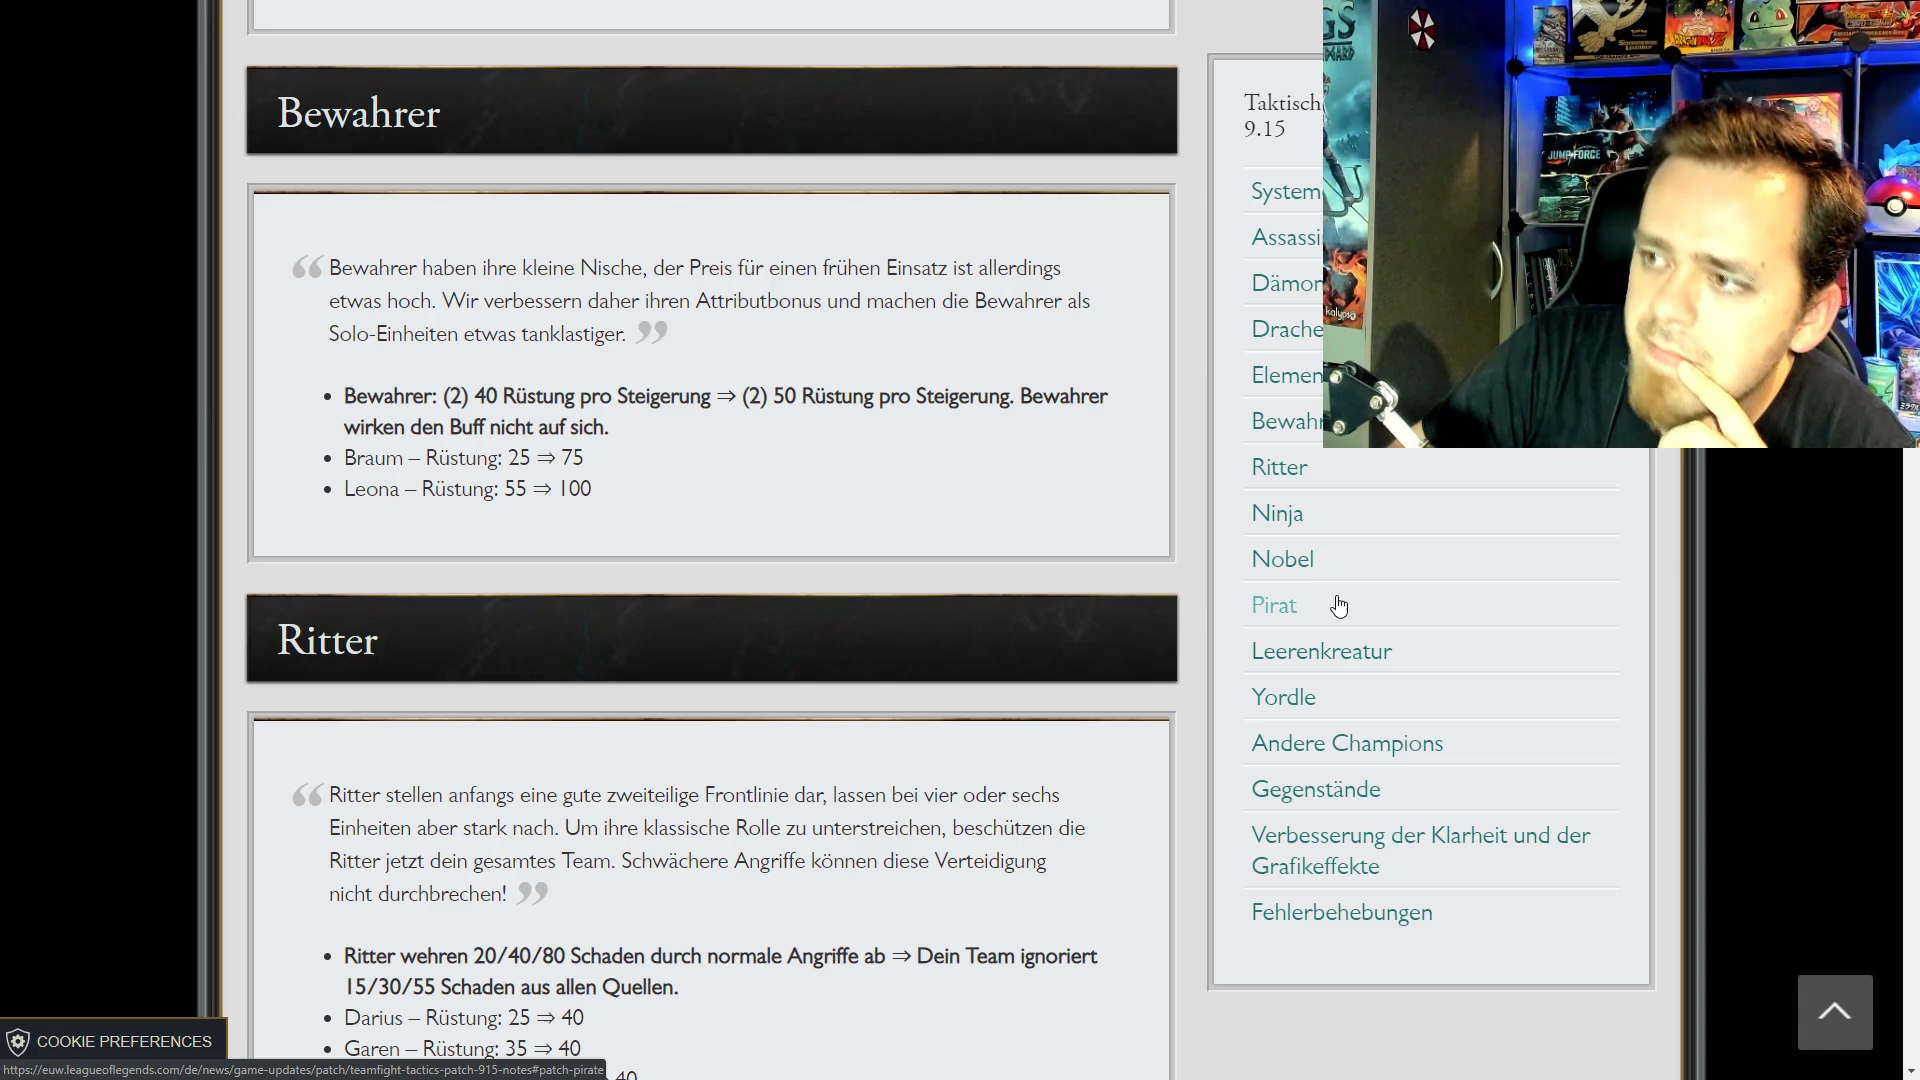 Bewahrer
Bewahrer haben ihre kleine Nische, der Preis für einen frühen Einsatz ist allerdings
etwas hoch. Wir verbessern daher ihren Attributbonus und machen die Bewahrer als
Solo-Einheiten etwas tanklastiger.
Bewahrer: (2) 40 Rüstung pro Steigerung ⇒ (2) 50 Rüstung pro Steigerung. Bewahrer
wirken den Buff nicht auf sich.
Braum – Rüstung: 25 ⇒ 75
Leona – Rüstung: 55 ⇒ 100
Ritter
Ritter stellen anfangs eine gute zweiteilige Frontlinie dar, lassen bei vier oder sechs
Einheiten aber stark nach. Um ihre klassische Rolle zu unterstreichen, beschützen die
Ritter jetzt dein gesamtes Team. Schwächere Angriffe können diese Verteidigung
nicht durchbrechen!
Ritter wehren 20/40/80 Schaden durch normale Angriffe ab ⇒ Dein Team ignoriert
15/30/55 Schaden aus allen Quellen.
Darius – Rüstung: 25 ⇒ 40
Garen – Rüstung: 35 ⇒ 40
40
Taktisch
9.15
System
Assassi
Dämon
Drache
Elemen
Bewahr
Ritter
Ninja
Nobel
Pirat
Leerenkreatur
Yordle
Andere Champions
Gegenstände
Verbesserung der Klarheit und der
Grafikeffekte
Fehlerbehebungen
JUMP FORCE
kalypso
COOKIE PREFERENCES
https://euw.leagueoflegends.com/de/news/game-updates/patch/teamfight-tactics-patch-915-notes#patch-pirate